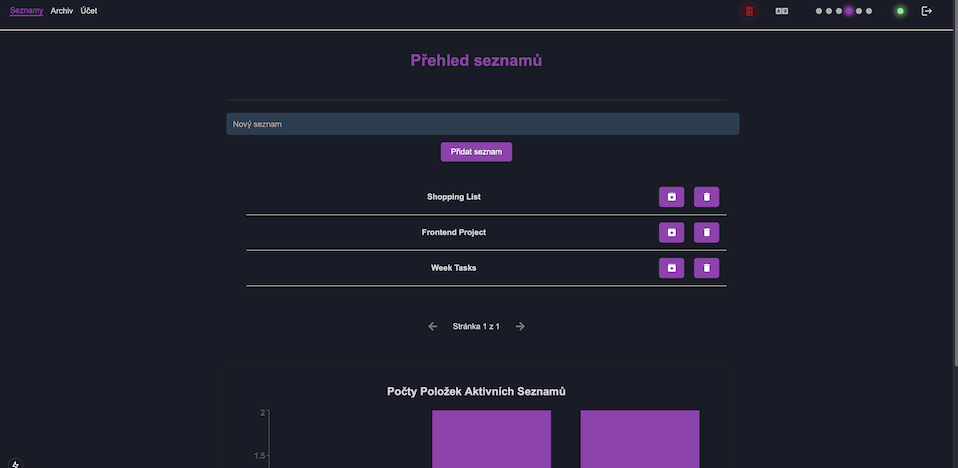 Seznamy Archiv Účet
Přehled seznamů
Nový seznam
Přidat seznam
Shopping List
Frontend Project
Week Tasks
Stránka 1 z 1
Počty Položek Aktivních Seznamů
2
1.5